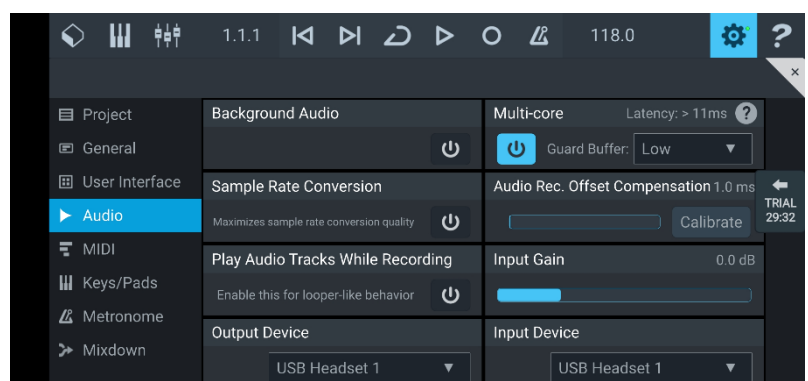 1.1.1 118.0 ?
×
Project
General
User Interface
Audio
MIDI
Keys/Pads
Metronome
Mixdown
Background Audio
Multi-core Latency: > 11ms ?
Guard Buffer: Low
Sample Rate Conversion
Maximizes sample rate conversion quality
Audio Rec. Offset Compensation 1.0 ms
Calibrate
Play Audio Tracks While Recording
Enable this for looper-like behavior
Input Gain 0.0 dB
Output Device
USB Headset 1
Input Device
USB Headset 1
TRIAL
29:32